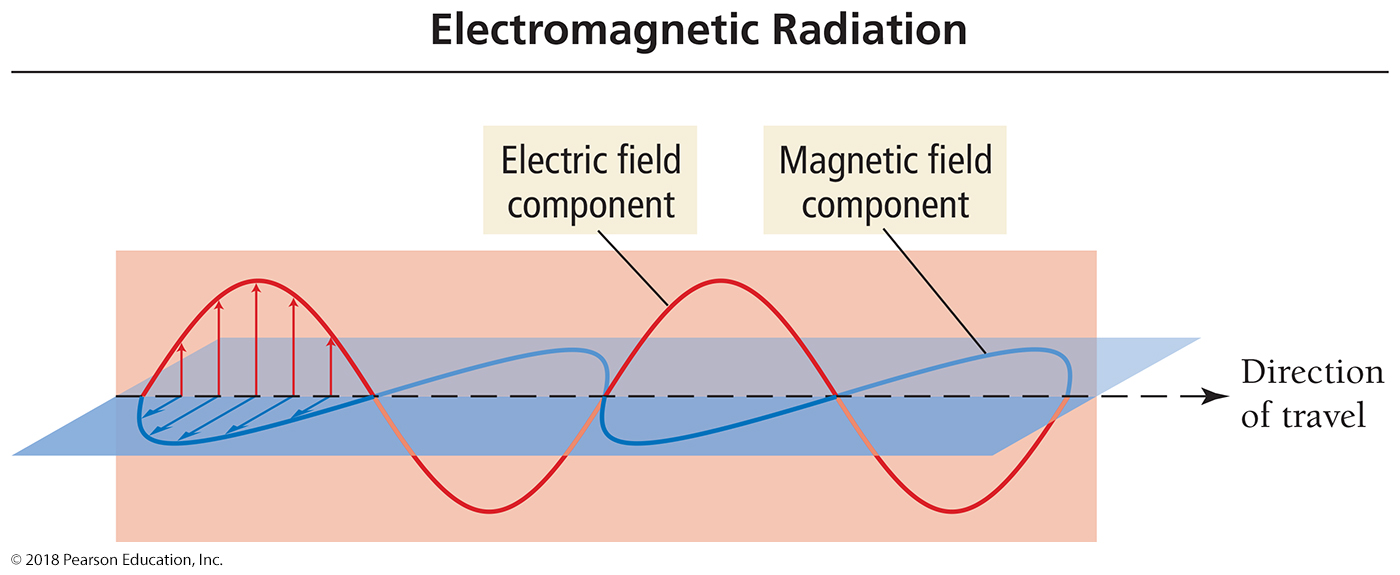 Electromagnetic Radiation
Electric field
component
Magnetic field
component
Direction
of travel
© 2018 Pearson Education, Inc.